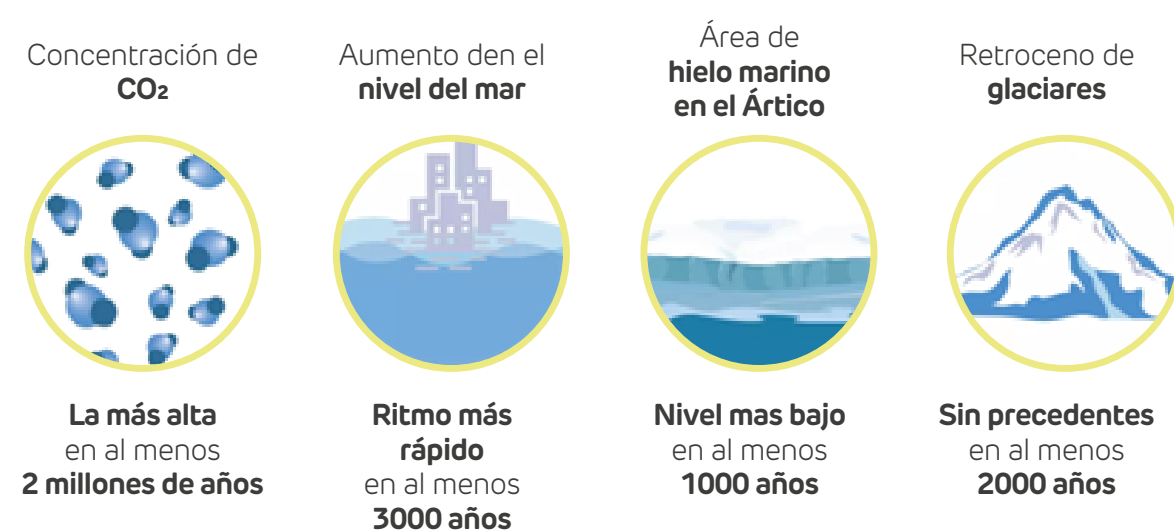 Concentración de
CO₂
Aumento den el
nivel del mar
Área de
hielo marino
en el Ártico
Retroceno de
glaciares
La más alta
en al menos
2 millones de años
Ritmo más
rápido
en al menos
3000 años
Nivel mas bajo
en al menos
1000 años
Sin precedentes
en al menos
2000 años